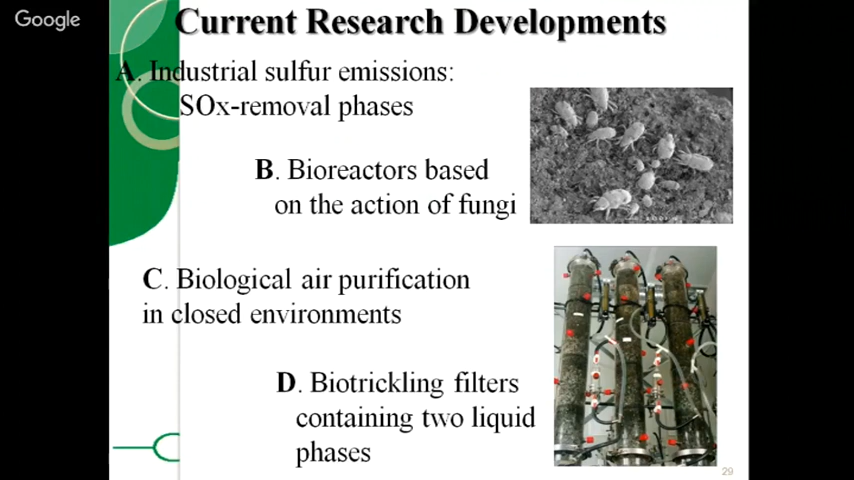 Google
Current Research Developments
A. Industrial sulfur emissions:
SOx-removal phases
B. Bioreactors based
on the action of fungi
C. Biological air purification
in closed environments
D. Biotrickling filters
containing two liquid
phases
29